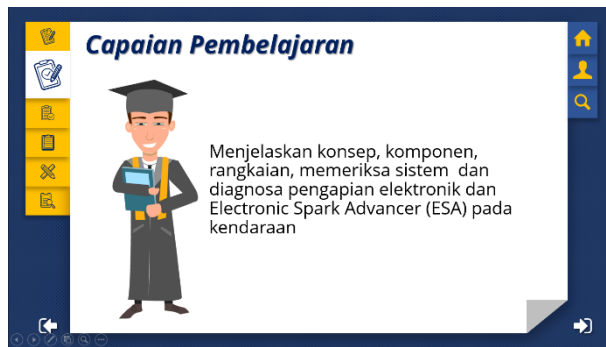 Capaian Pembelajaran
Menjelaskan konsep, komponen,
rangkaian, memeriksa sistem dan
diagnosa pengapian elektronik dan
Electronic Spark Advancer (ESA) pada
kendaraan